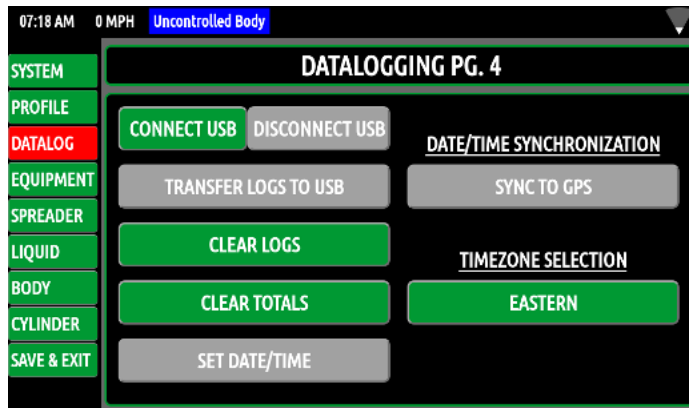 07:18 AM 0 MPH Uncontrolled Body
DATALOGGING PG. 4
SYSTEM
PROFILE
DATALOG
EQUIPMENT
SPREADER
LIQUID
BODY
CYLINDER
SAVE & EXIT
CONNECT USB DISCONNECT USB
TRANSFER LOGS TO USB
CLEAR LOGS
CLEAR TOTALS
SET DATE/TIME
DATE/TIME SYNCHRONIZATION
SYNC TO GPS
TIMEZONE SELECTION
EASTERN